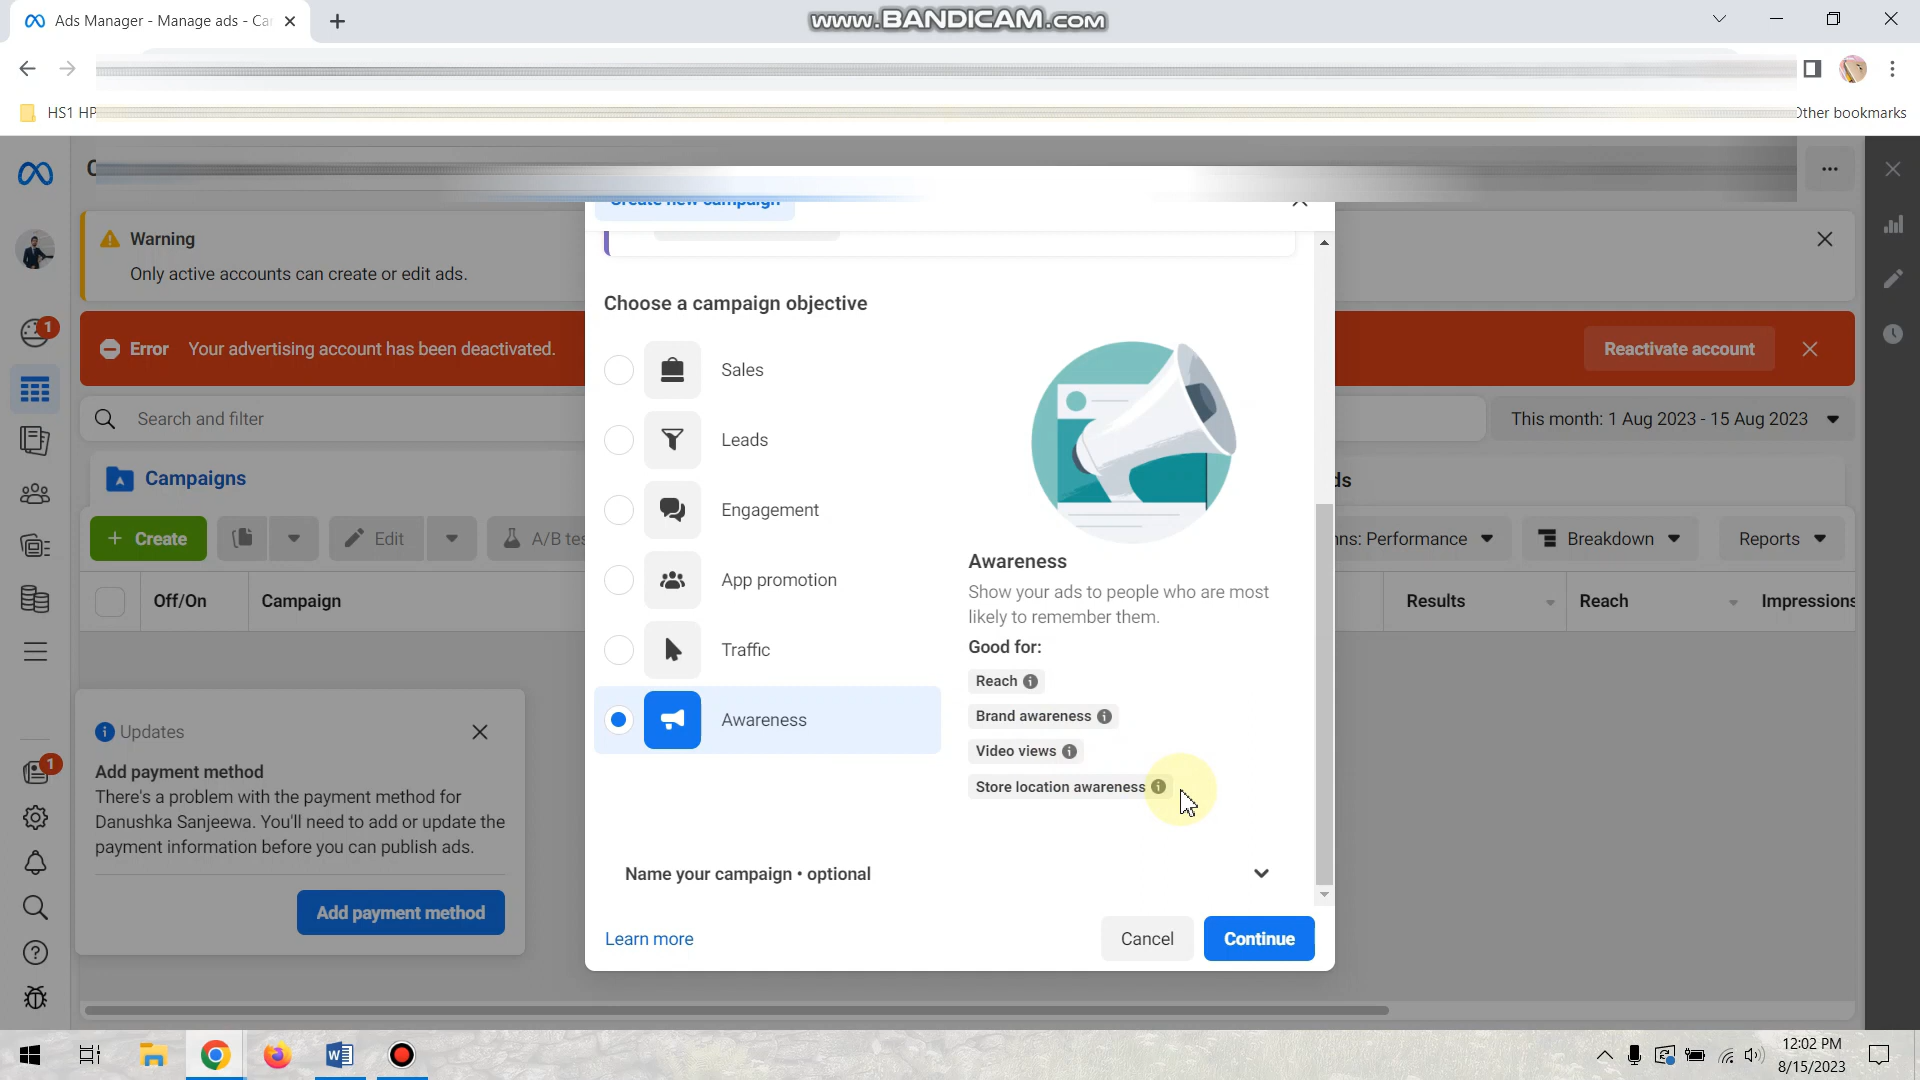 Ads Manager - Manage ads - Ca
www.BANDICAM.com
HS1 HP
Other bookmarks
Warning
Only active accounts can create or edit ads.
Error Your advertising account has been deactivated.
Reactivate account
Search and filter
This month: 1 Aug 2023 - 15 Aug 2023
Campaigns
ds
+ Create
Edit
A/B tes
ns: Performance
Breakdown
Reports
Off/On
Campaign
Results
Reach
Impressions
1
1
Updates
Add payment method
There's a problem with the payment method for
Danushka Sanjeewa. You'll need to add or update the
payment information before you can publish ads.
Add payment method
Create new campaign
Choose a campaign objective
Sales
Leads
Engagement
App promotion
Traffic
Awareness
Awareness
Show your ads to people who are most
likely to remember them.
Good for:
Reach
Brand awareness
Video views
Store location awareness
Name your campaign • optional
Learn more
Cancel
Continue
12:02 PM
8/15/2023